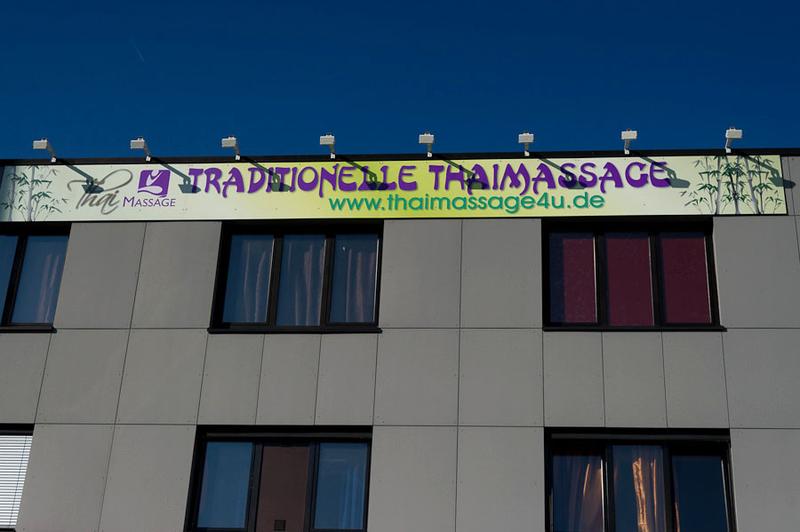 Thai MASSAGE
TRADITIONELLE THAIMASSAGE
www.thaimassage4u.de